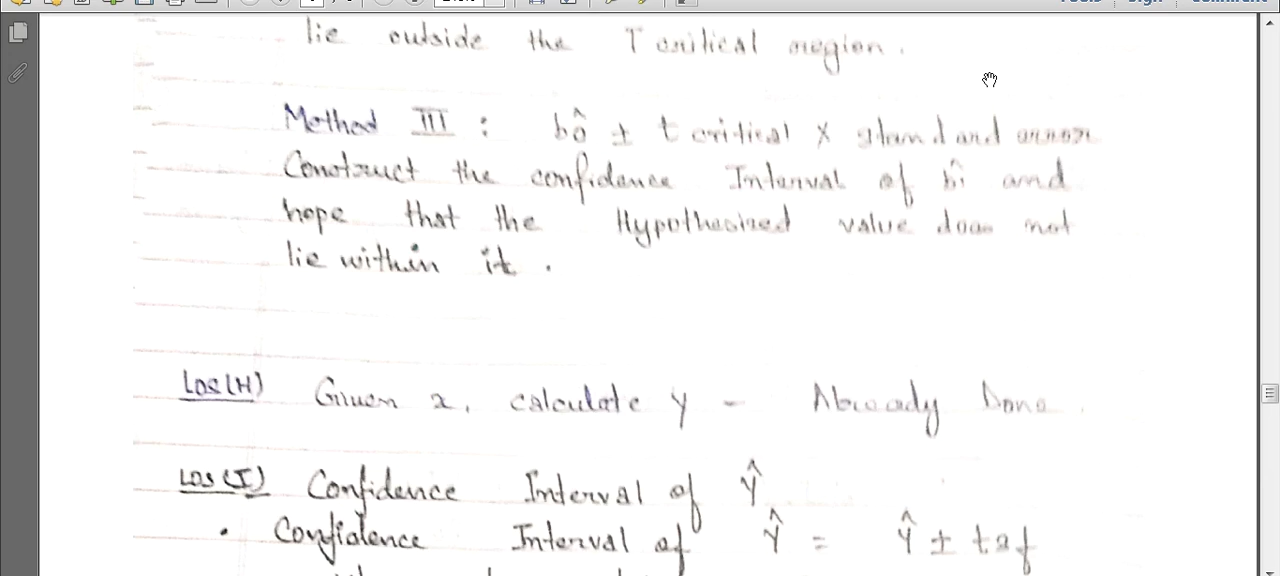 lie outside the T critical region.
Method III : b̂o ± t critical × standard error
Construct the confidence Interval of b̂1 and
hope that the Hypothesized value does not
lie within it.
Los(H) Given x, calculate y - Already Done.
Los(I) Confidence Interval of Ŷ
• Confidence Interval of Ŷ = Ŷ ± t sf